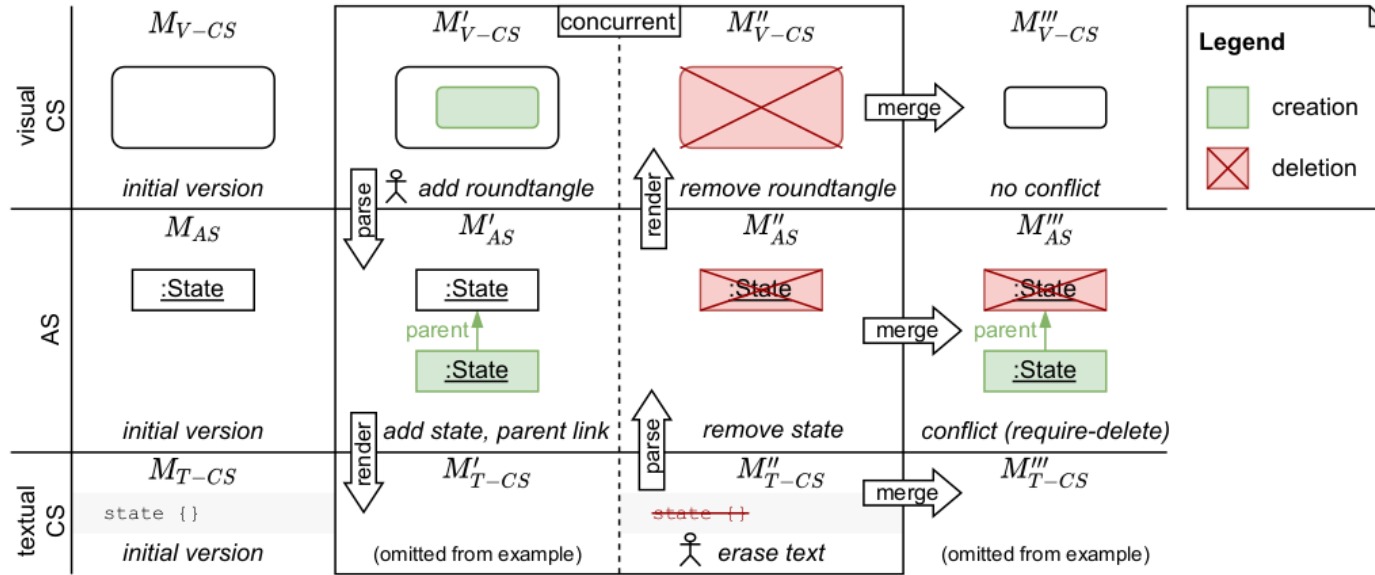 M_{V-CS}
M'_{V-CS}
concurrent
M''_{V-CS}
M'''_{V-CS}
Legend
creation
deletion
visual
CS
merge
initial version
add roundtangle
remove roundtangle
no conflict
parse
render
M_{AS}
M'_{AS}
M''_{AS}
M'''_{AS}
AS
:State
:State
:State
:State
parent
merge
parent
:State
:State
initial version
add state, parent link
remove state
conflict (require-delete)
render
parse
M_{T-CS}
M'_{T-CS}
M''_{T-CS}
M'''_{T-CS}
merge
textual
CS
state {}
state {}
initial version
(omitted from example)
erase text
(omitted from example)